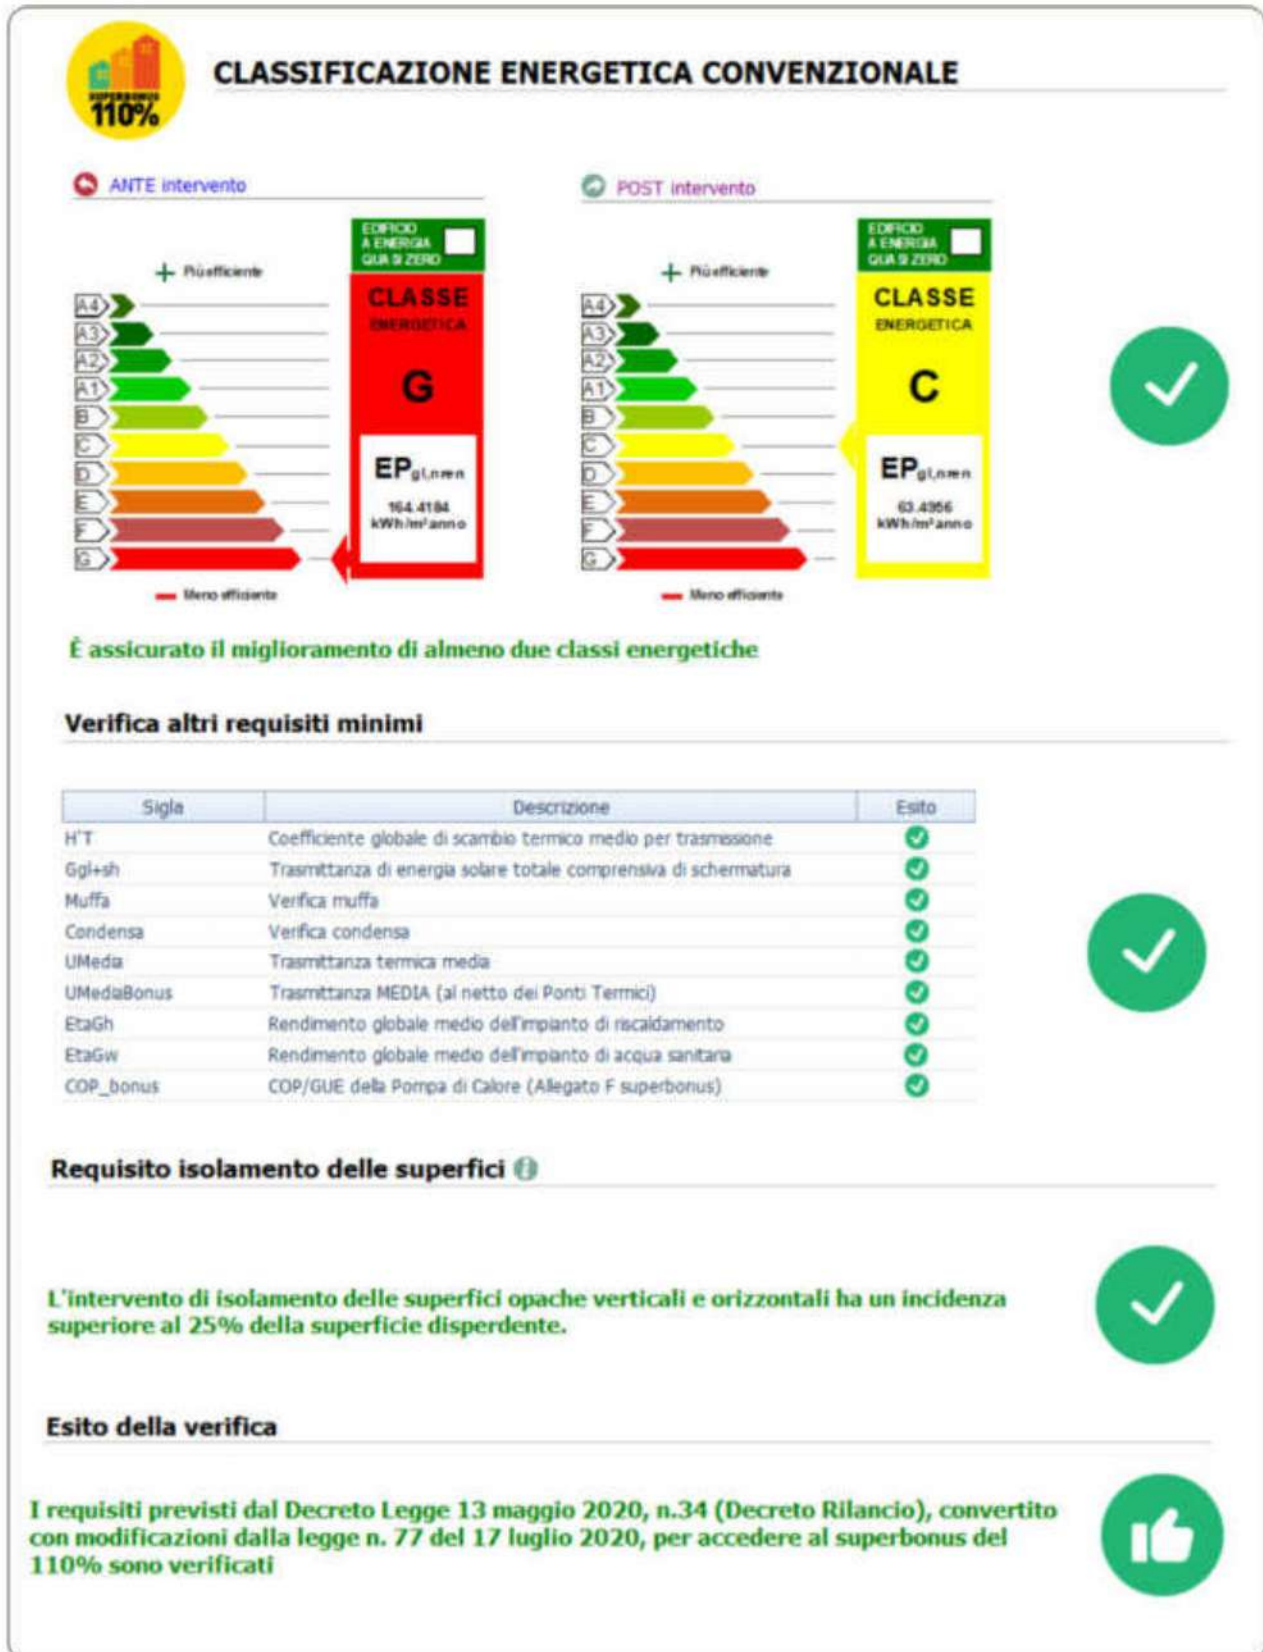 SUPERBONUS
110%
CLASSIFICAZIONE ENERGETICA CONVENZIONALE
ANTE intervento
EDIFICIO
A ENERGIA
QUASI ZERO
+ Più efficiente
CLASSE
ENERGETICA
G
A4
A3
A2
A1
B
C
D
E
F
G
EPgl,nren
164.4184
kWh/m² anno
Meno efficiente
POST intervento
EDIFICIO
A ENERGIA
QUASI ZERO
+ Più efficiente
CLASSE
ENERGETICA
C
A4
A3
A2
A1
B
C
D
E
F
G
EPgl,nren
63.4956
kWh/m² anno
Meno efficiente
È assicurato il miglioramento di almeno due classi energetiche
Verifica altri requisiti minimi
Sigla Descrizione Esito
H'T Coefficiente globale di scambio termico medio per trasmissione
Ggl+sh Trasmittanza di energia solare totale comprensiva di schermatura
Muffa Verifica muffa
Condensa Verifica condensa
UMedia Trasmittanza termica media
UMediaBonus Trasmittanza MEDIA (al netto dei Ponti Termici)
EtaGh Rendimento globale medio dell'impianto di riscaldamento
EtaGw Rendimento globale medio dell'impianto di acqua sanitaria
COP_bonus COP/GUE della Pompa di Calore (Allegato F superbonus)
Requisito isolamento delle superfici
L'intervento di isolamento delle superfici opache verticali e orizzontali ha un incidenza
superiore al 25% della superficie disperdente.
Esito della verifica
I requisiti previsti dal Decreto Legge 13 maggio 2020, n.34 (Decreto Rilancio), convertito
con modificazioni dalla legge n. 77 del 17 luglio 2020, per accedere al superbonus del
110% sono verificati